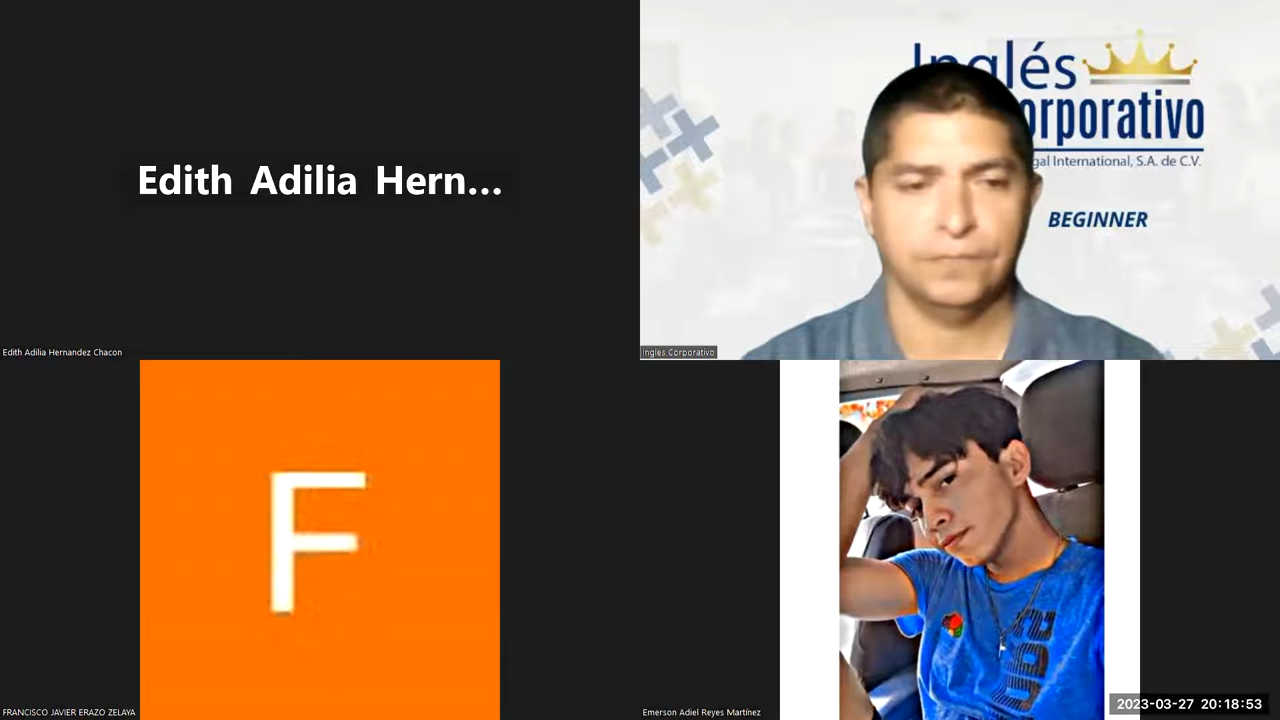 Edith Adilia Hern...
Edith Adilia Hernandez Chacon
Inglés
orporativo
gal International, S.A. de C.V.
BEGINNER
Ingles Corporativo
F
FRANCISCO JAVIER ERAZO ZELAYA
Emerson Adiel Reyes Martínez
2023-03-27 20:18:53